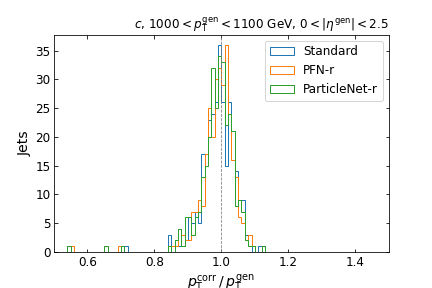 c, 1000 < p_T^gen < 1100 GeV, 0 < |η^gen| < 2.5
Standard
PFN-r
ParticleNet-r
Jets
35
30
25
20
15
10
5
0
0.6 0.8 1.0 1.2 1.4
p_T^corr / p_T^gen